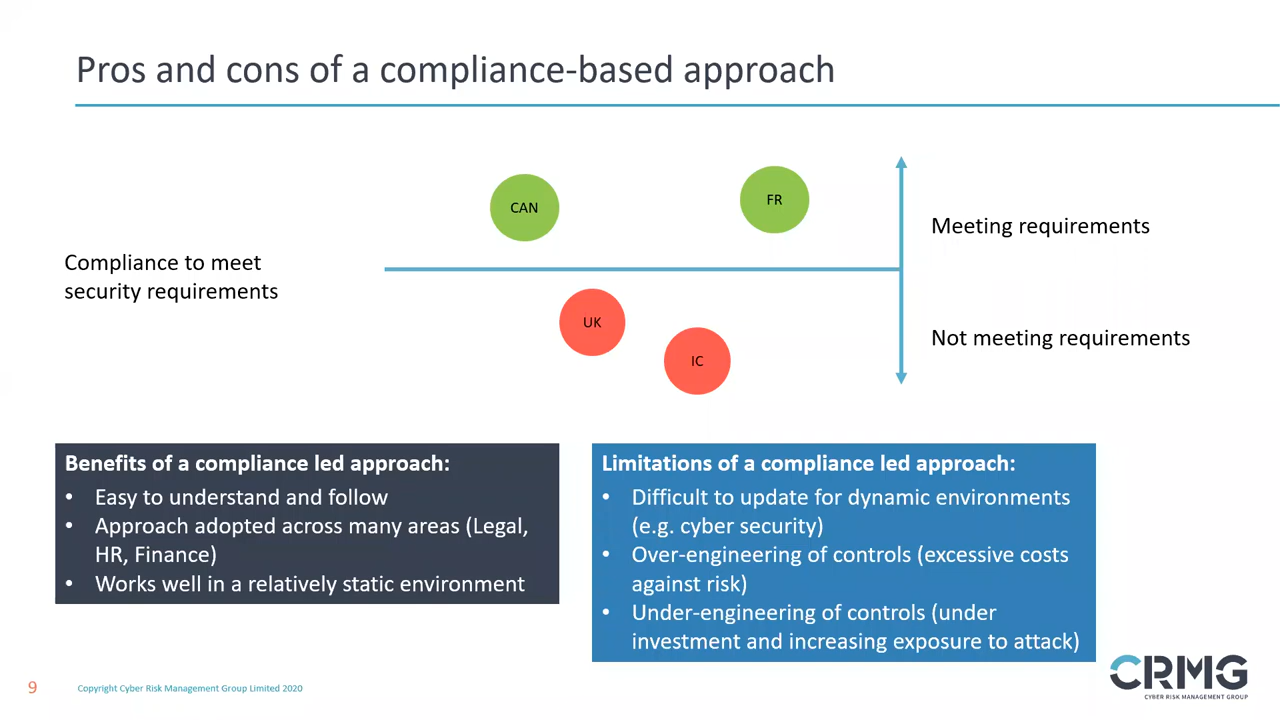 Pros and cons of a compliance-based approach
CAN
FR
Meeting requirements
Compliance to meet
security requirements
UK
Not meeting requirements
IC
Benefits of a compliance led approach:
• Easy to understand and follow
• Approach adopted across many areas (Legal,
HR, Finance)
• Works well in a relatively static environment
Limitations of a compliance led approach:
• Difficult to update for dynamic environments
(e.g. cyber security)
• Over-engineering of controls (excessive costs
against risk)
• Under-engineering of controls (under
investment and increasing exposure to attack)
9
Copyright Cyber Risk Management Group Limited 2020
CRMG
CYBER RISK MANAGEMENT GROUP